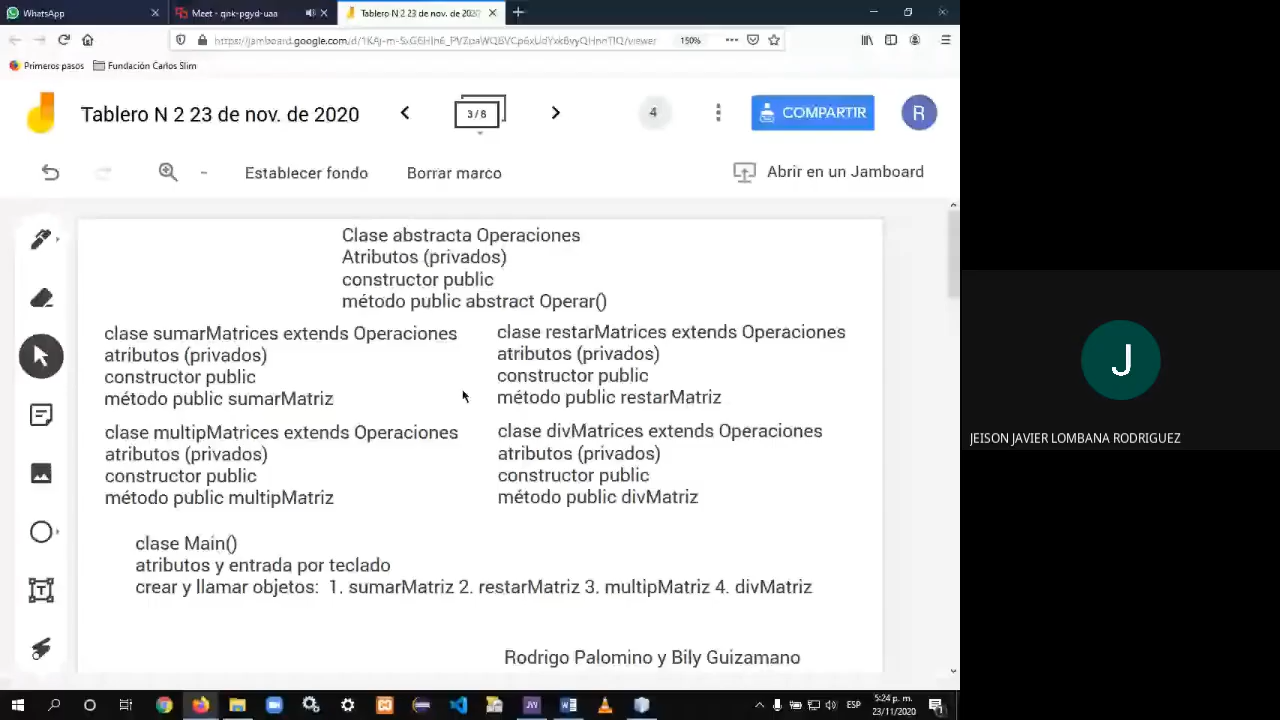 WhatsApp
Meet - qnk-pgyd-uaa
Tablero N 2 23 de nov. de 202
150%
Primeros pasos
Fundación Carlos Slim
Tablero N 2 23 de nov. de 2020
3 / 8
4
COMPARTIR
R
Establecer fondo
Borrar marco
Abrir en un Jamboard
Clase abstracta Operaciones
Atributos (privados)
constructor public
método public abstract Operar()
clase sumarMatrices extends Operaciones
atributos (privados)
constructor public
método public sumarMatriz
clase restarMatrices extends Operaciones
atributos (privados)
constructor public
método public restarMatriz
clase multipMatrices extends Operaciones
atributos (privados)
constructor public
método public multipMatriz
clase divMatrices extends Operaciones
atributos (privados)
constructor public
método public divMatriz
clase Main()
atributos y entrada por teclado
crear y llamar objetos: 1. sumarMatriz 2. restarMatriz 3. multipMatriz 4. divMatriz
Rodrigo Palomino y Bily Guizamano
J
JEISON JAVIER LOMBANA RODRIGUEZ
ESP
5:24 p. m.
23/11/2020